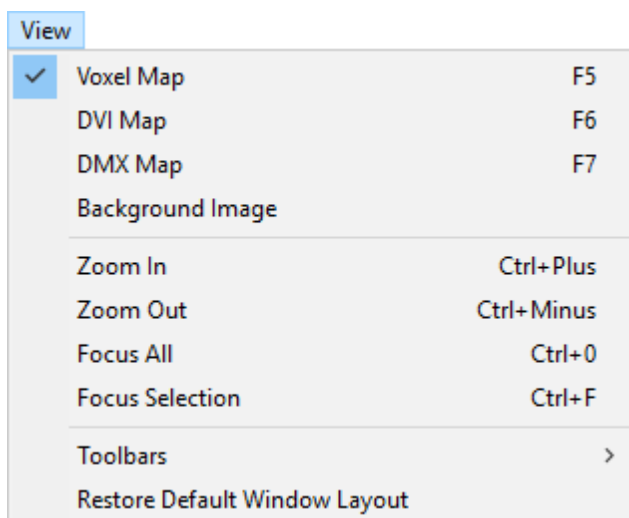 View
Voxel Map F5
DVI Map F6
DMX Map F7
Background Image
Zoom In Ctrl+Plus
Zoom Out Ctrl+Minus
Focus All Ctrl+0
Focus Selection Ctrl+F
Toolbars
Restore Default Window Layout